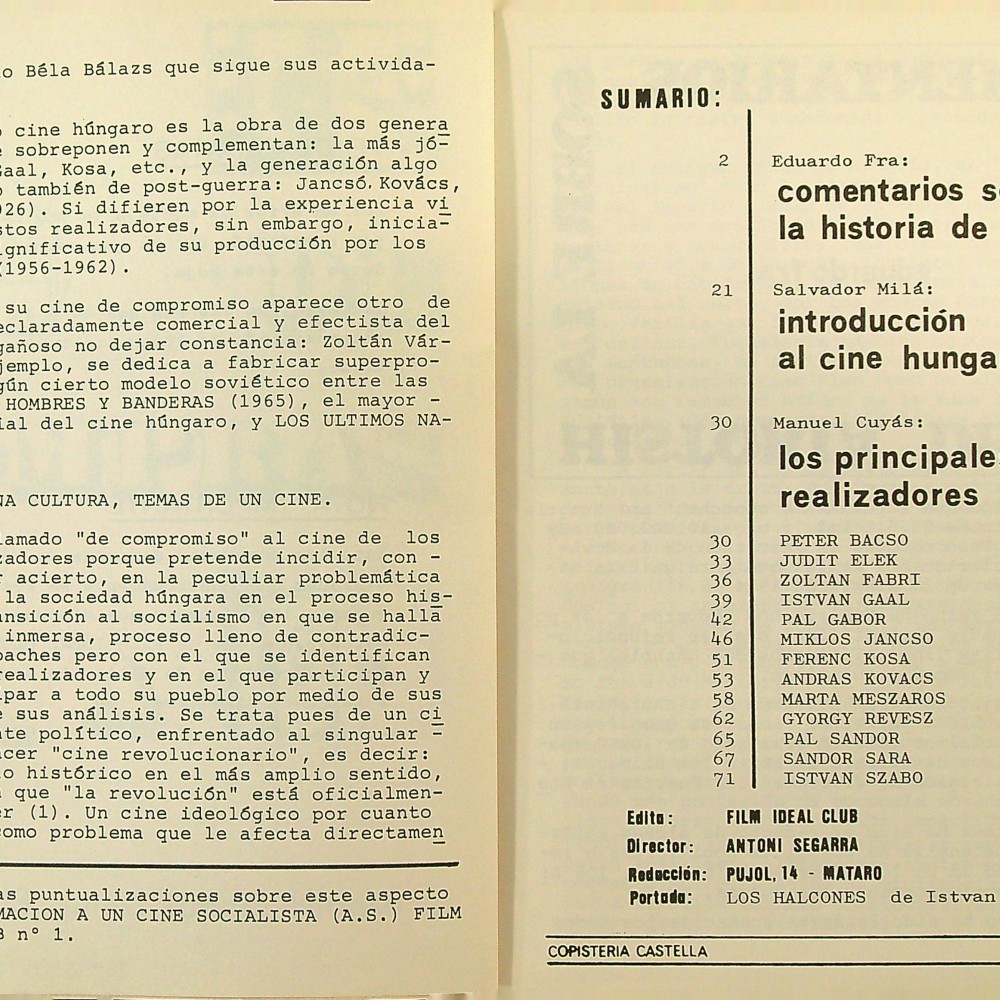 o Béla Bálazs que sigue sus activida-
o cine húngaro es la obra de dos genera
e sobreponen y complementan: la más jó-
Gaal, Kosa, etc., y la generación algo
o también de post-guerra: Jancsó, Kovács,
926). Si difieren por la experiencia vi
stos realizadores, sin embargo, inicia-
ignificativo de su producción por los
(1956-1962).
su cine de compromiso aparece otro de
eclaradamente comercial y efectista del
gañoso no dejar constancia: Zoltán Vár-
jemplo, se dedica a fabricar superpro-
gún cierto modelo soviético entre las
HOMBRES Y BANDERAS (1965), el mayor -
ial del cine húngaro, y LOS ULTIMOS NA-
NA CULTURA, TEMAS DE UN CINE.
lamado "de compromiso" al cine de los
zadores porque pretende incidir, con -
r acierto, en la peculiar problemática
la sociedad húngara en el proceso his-
ansición al socialismo en que se halla
inmersa, proceso lleno de contradic-
baches pero con el que se identifican
realizadores y en el que participan y
ipar a todo su pueblo por medio de sus
e sus análisis. Se trata pues de un ci
nte político, enfrentado al singular -
acer "cine revolucionario", es decir:
o histórico en el más amplio sentido,
a que "la revolución" está oficialmen-
er (1). Un cine ideológico por cuanto
como problema que le afecta directamen
as puntualizaciones sobre este aspecto
MACION A UN CINE SOCIALISTA (A.S.) FILM
B nº 1.
SUMARIO:
2 Eduardo Fra:
comentarios so
la historia de
21 Salvador Milá:
introducción
al cine hunga
30 Manuel Cuyás:
los principales
realizadores
30 PETER BACSO
33 JUDIT ELEK
36 ZOLTAN FABRI
39 ISTVAN GAAL
42 PAL GABOR
46 MIKLOS JANCSO
51 FERENC KOSA
53 ANDRAS KOVACS
58 MARTA MESZAROS
62 GYORGY REVESZ
65 PAL SANDOR
67 SANDOR SARA
71 ISTVAN SZABO
Edita: FILM IDEAL CLUB
Director: ANTONI SEGARRA
Redacción: PUJOL, 14 - MATARO
Portada: LOS HALCONES de Istvan
COPISTERIA CASTELLA